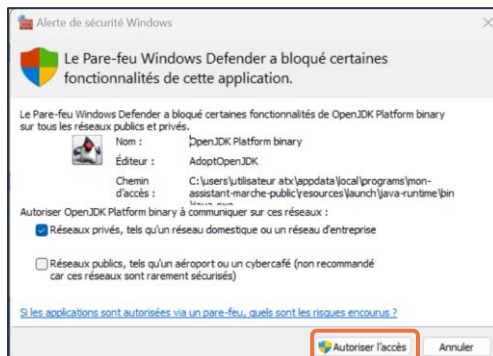 Alerte de sécurité Windows
Le Pare-feu Windows Defender a bloqué certaines
fonctionnalités de cette application.
Le Pare-feu Windows Defender a bloqué certaines fonctionnalités de OpenJDK Platform binary
sur tous les réseaux publics et privés.
Nom : OpenJDK Platform binary
Éditeur : AdoptOpenJDK
Chemin d'accès : C:\users\utilisateur atx\appdata\local\programs\mon-
assistant-marche-public\resources\launch\java-runtime\bin
\java.exe
Autoriser OpenJDK Platform binary à communiquer sur ces réseaux :
Réseaux privés, tels qu'un réseau domestique ou un réseau d'entreprise
Réseaux publics, tels qu'un aéroport ou un cybercafé (non recommandé
car ces réseaux sont rarement sécurisés)
Si les applications sont autorisées via un pare-feu, quels sont les risques encourus ?
Autoriser l'accès Annuler